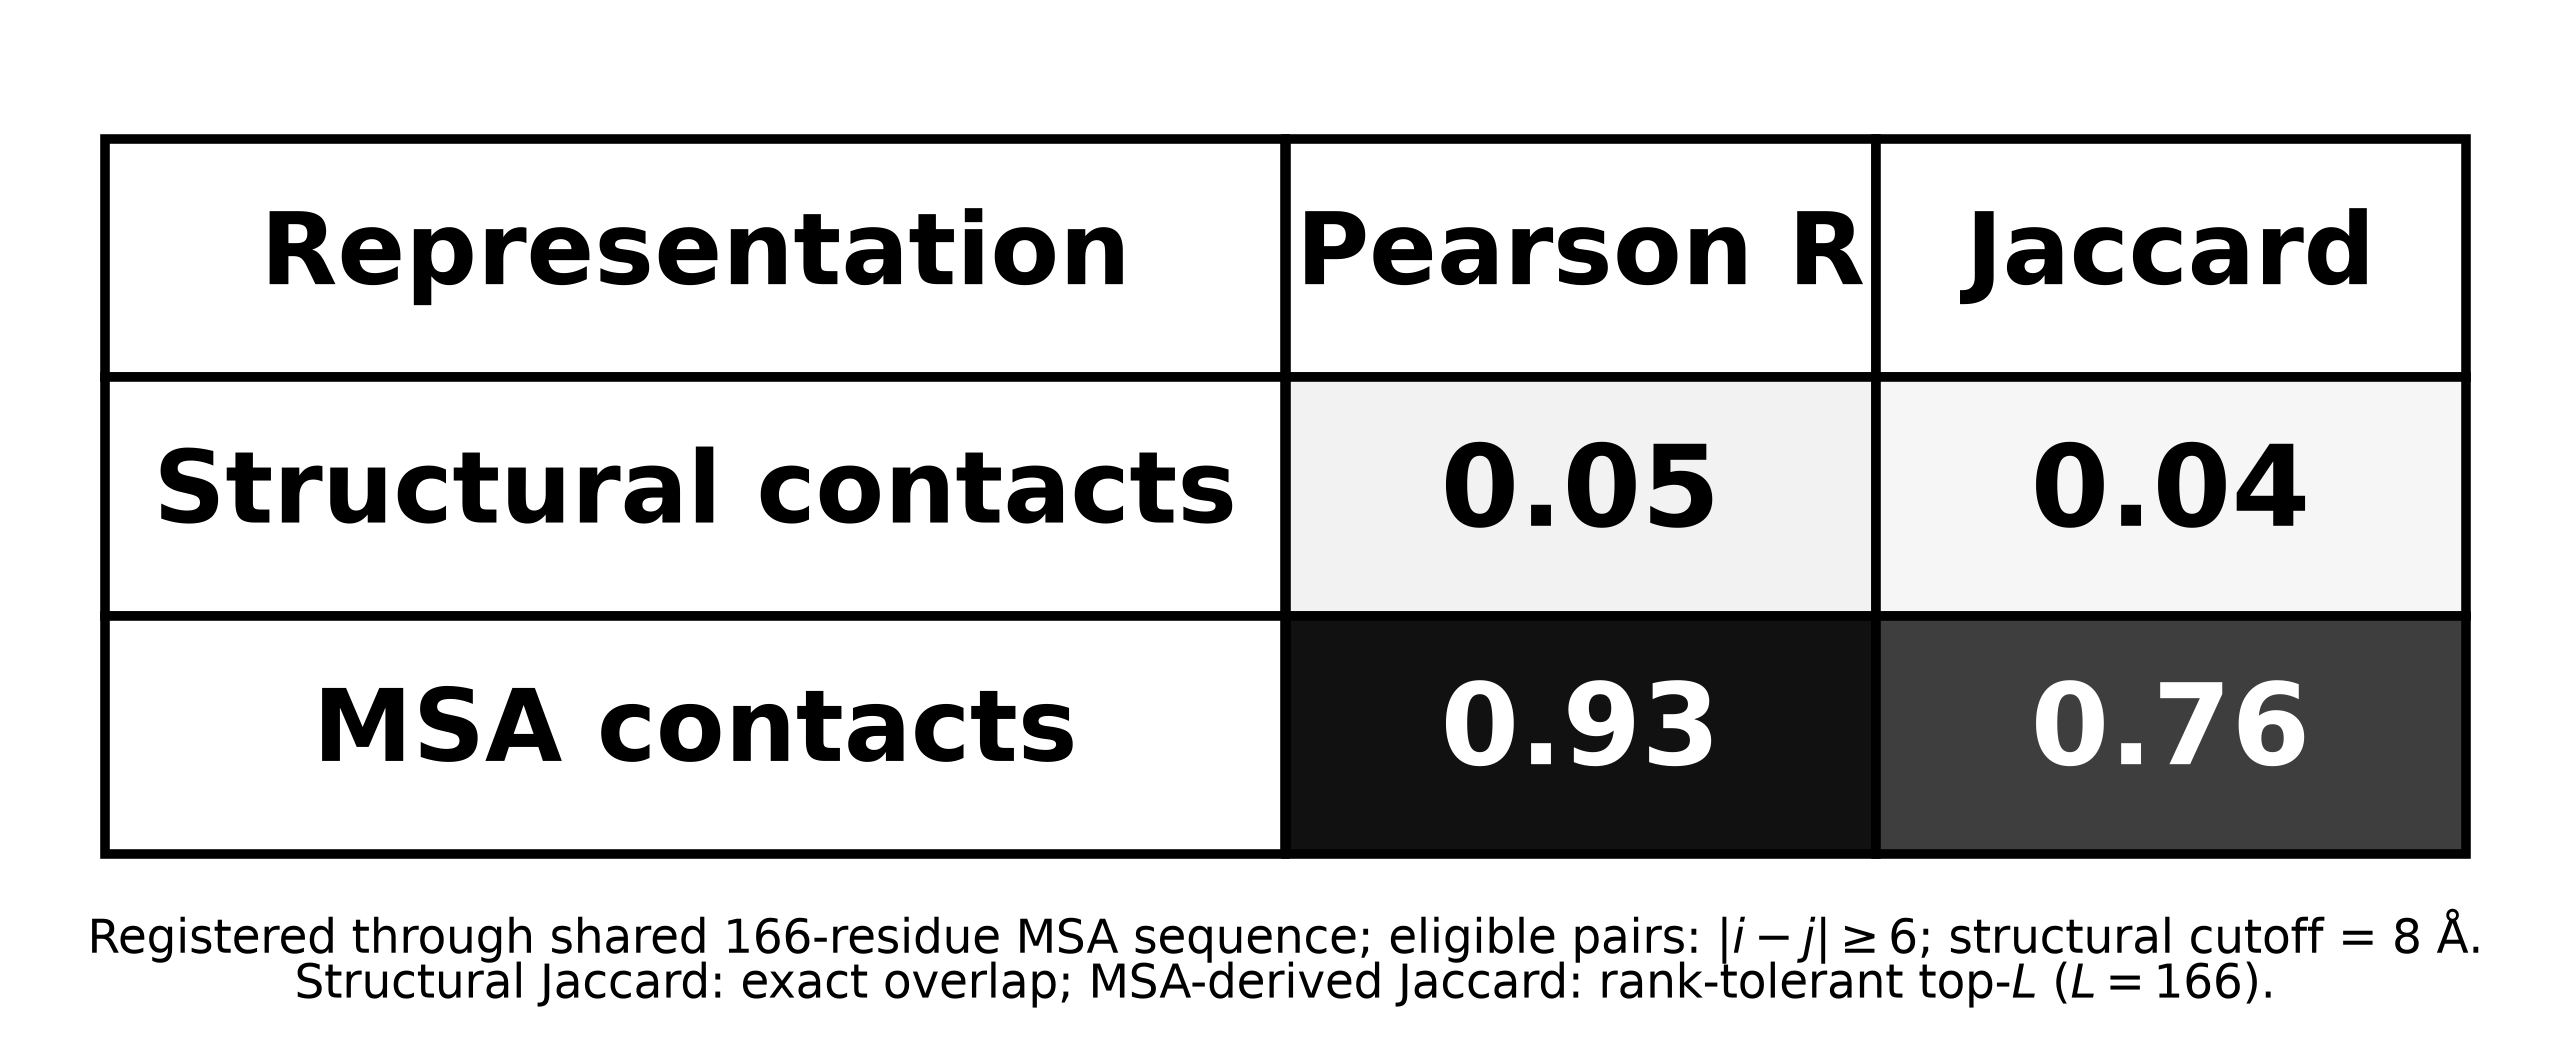 Representation Pearson R Jaccard
Structural contacts 0.05 0.04
MSA contacts 0.93 0.76
Registered through shared 166-residue MSA sequence; eligible pairs: |i − j| ≥ 6; structural cutoff = 8 Å.
Structural Jaccard: exact overlap; MSA-derived Jaccard: rank-tolerant top-L (L = 166).